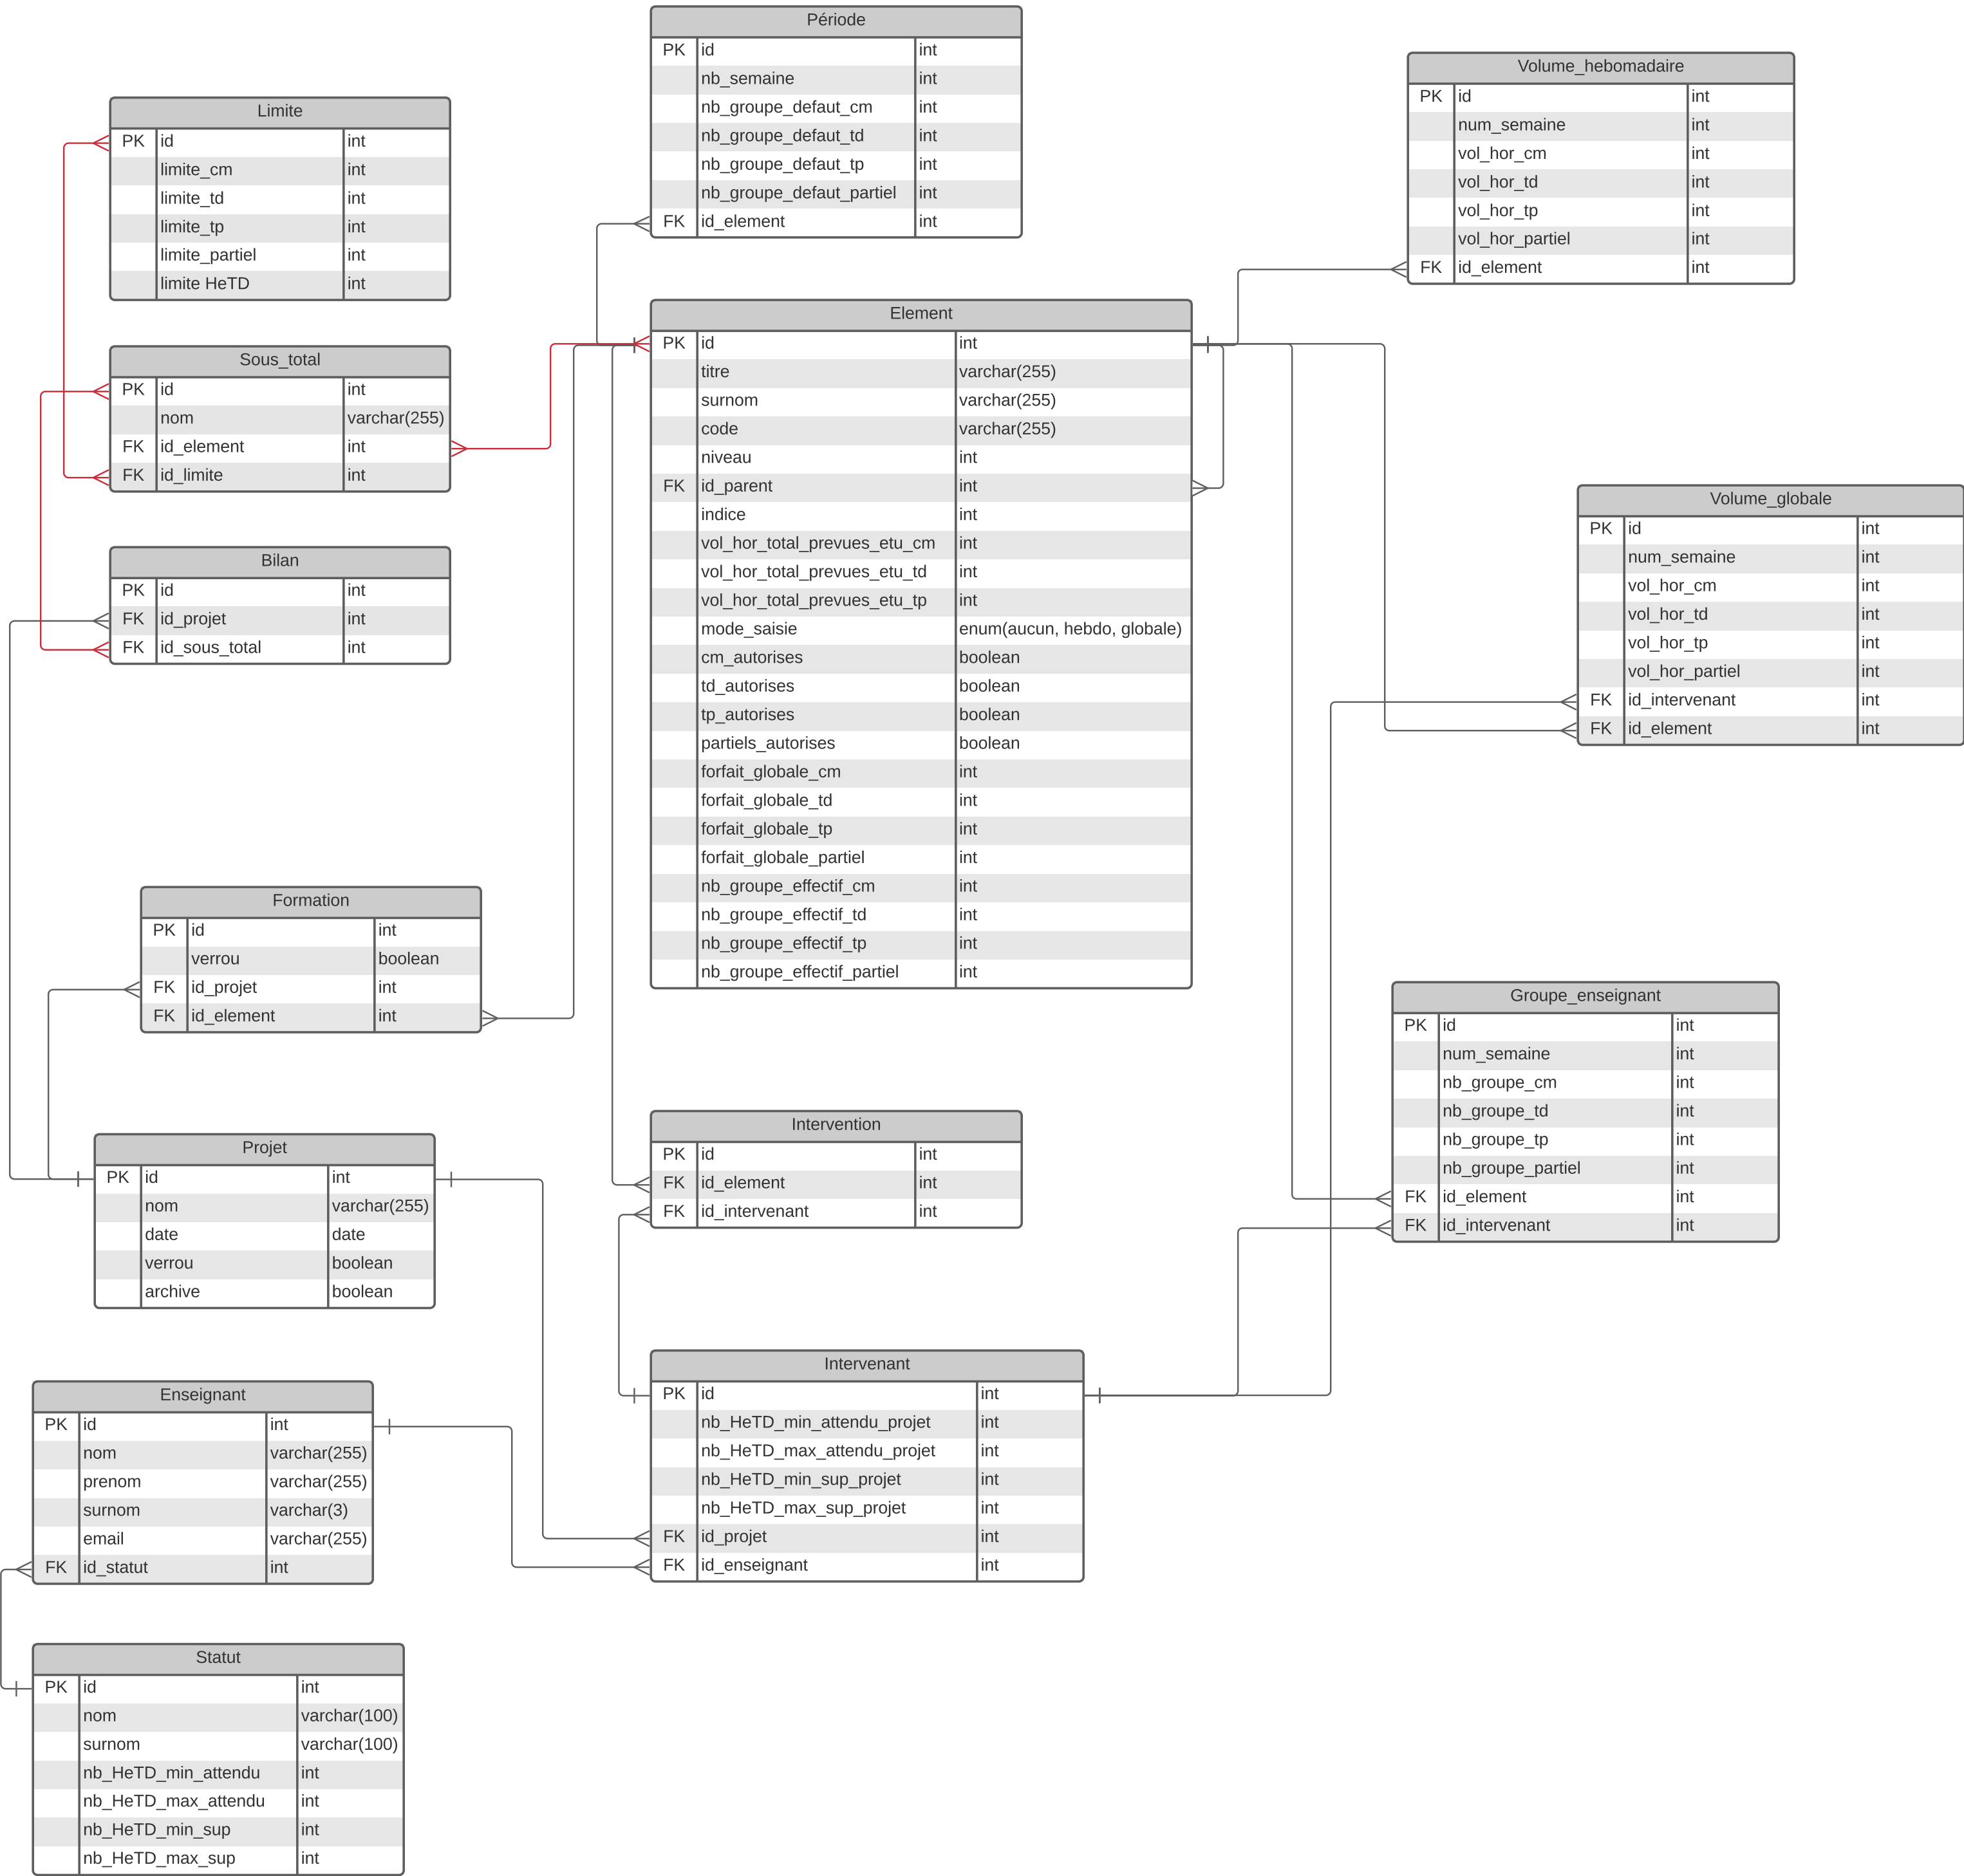 Période
PK id int
nb_semaine int
nb_groupe_defaut_cm int
nb_groupe_defaut_td int
nb_groupe_defaut_tp int
nb_groupe_defaut_partiel int
FK id_element int
Volume_hebomadaire
PK id int
num_semaine int
vol_hor_cm int
vol_hor_td int
vol_hor_tp int
vol_hor_partiel int
FK id_element int
Limite
PK id int
limite_cm int
limite_td int
limite_tp int
limite_partiel int
limite HeTD int
Sous_total
PK id int
nom varchar(255)
FK id_element int
FK id_limite int
Bilan
PK id int
FK id_projet int
FK id_sous_total int
Element
PK id int
titre varchar(255)
surnom varchar(255)
code varchar(255)
niveau int
FK id_parent int
indice int
vol_hor_total_prevues_etu_cm int
vol_hor_total_prevues_etu_td int
vol_hor_total_prevues_etu_tp int
mode_saisie enum(aucun, hebdo, globale)
cm_autorises boolean
td_autorises boolean
tp_autorises boolean
partiels_autorises boolean
forfait_globale_cm int
forfait_globale_td int
forfait_globale_tp int
forfait_globale_partiel int
nb_groupe_effectif_cm int
nb_groupe_effectif_td int
nb_groupe_effectif_tp int
nb_groupe_effectif_partiel int
Volume_globale
PK id int
num_semaine int
vol_hor_cm int
vol_hor_td int
vol_hor_tp int
vol_hor_partiel int
FK id_intervenant int
FK id_element int
Formation
PK id int
verrou boolean
FK id_projet int
FK id_element int
Groupe_enseignant
PK id int
num_semaine int
nb_groupe_cm int
nb_groupe_td int
nb_groupe_tp int
nb_groupe_partiel int
FK id_element int
FK id_intervenant int
Projet
PK id int
nom varchar(255)
date date
verrou boolean
archive boolean
Intervention
PK id int
FK id_element int
FK id_intervenant int
Enseignant
PK id int
nom varchar(255)
prenom varchar(255)
surnom varchar(3)
email varchar(255)
FK id_statut int
Intervenant
PK id int
nb_HeTD_min_attendu_projet int
nb_HeTD_max_attendu_projet int
nb_HeTD_min_sup_projet int
nb_HeTD_max_sup_projet int
FK id_projet int
FK id_enseignant int
Statut
PK id int
nom varchar(100)
surnom varchar(100)
nb_HeTD_min_attendu int
nb_HeTD_max_attendu int
nb_HeTD_min_sup int
nb_HeTD_max_sup int